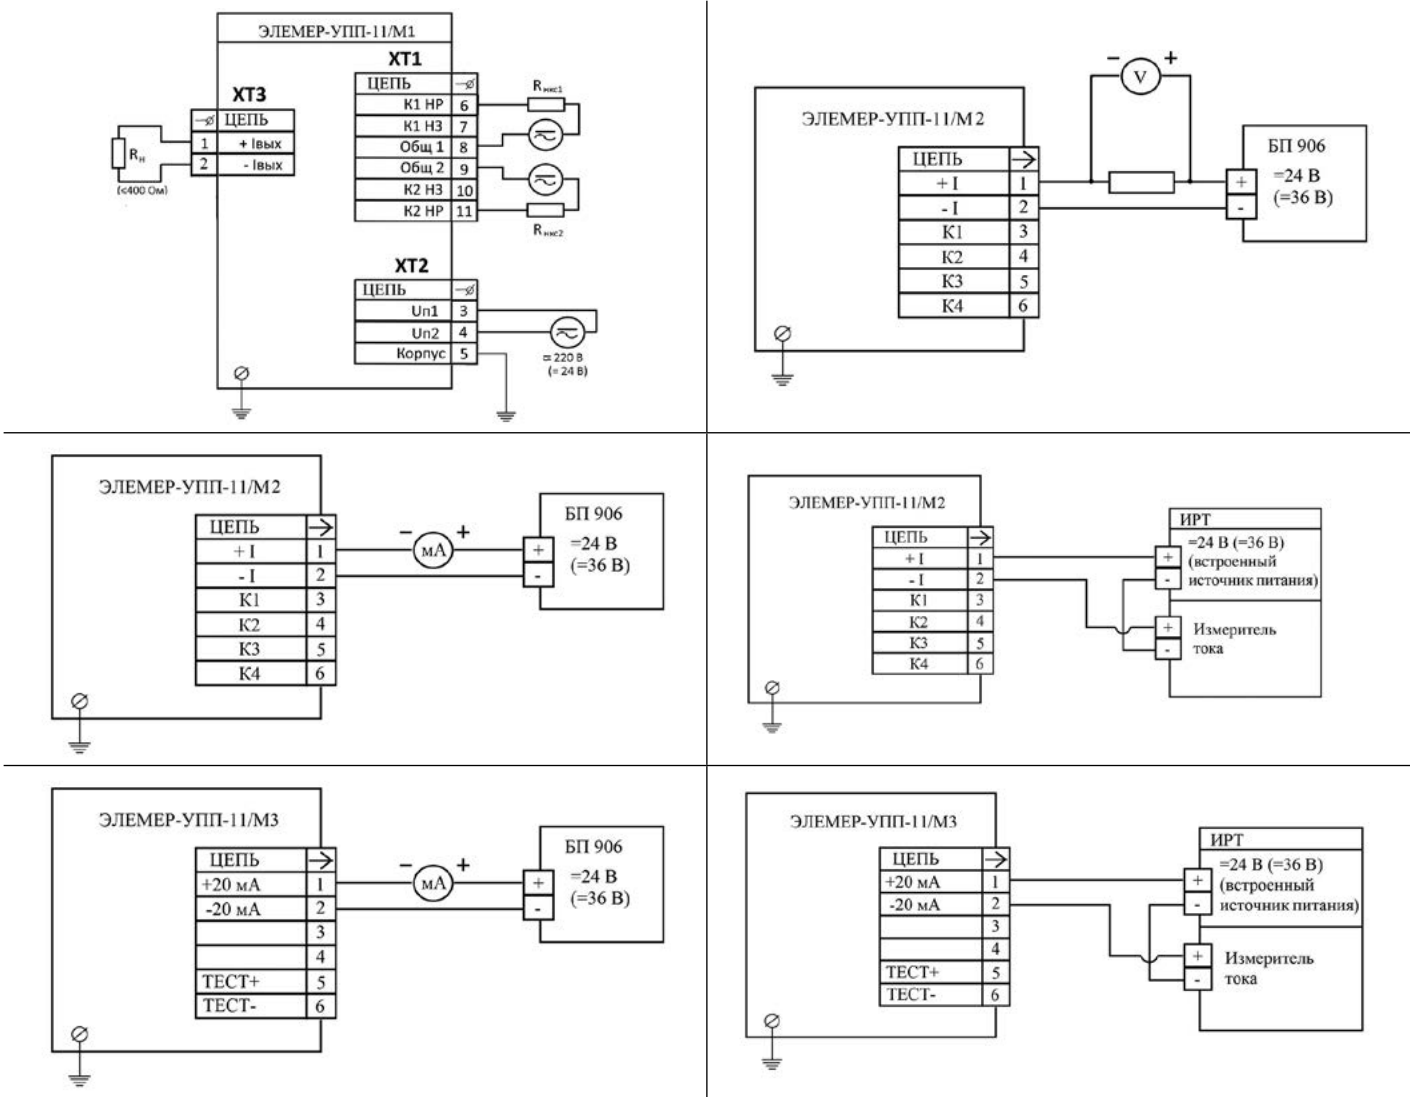 ЭЛЕМЕР-УПП-11/М1
XT1
ЦЕПЬ
К1 НР 6
К1 НЗ 7
Общ 1 8
Общ 2 9
К2 НЗ 10
К2 НР 11
Rнкс1
Rнкс2
XT3
ЦЕПЬ
1 + Iвых
2 - Iвых
Rн
(<400 Ом)
XT2
ЦЕПЬ
Uп1 3
Uп2 4
Корпус 5
≂ 220 В
(= 24 В)
ЭЛЕМЕР-УПП-11/М2
ЦЕПЬ
+ I 1
- I 2
К1 3
К2 4
К3 5
К4 6
- V +
БП 906
+ =24 В
- (=36 В)
ЭЛЕМЕР-УПП-11/М2
ЦЕПЬ
+ I 1
- I 2
К1 3
К2 4
К3 5
К4 6
- мА +
БП 906
+ =24 В
- (=36 В)
ЭЛЕМЕР-УПП-11/М2
ЦЕПЬ
+ I 1
- I 2
К1 3
К2 4
К3 5
К4 6
ИРТ
=24 В (=36 В)
+ (встроенный
- источник питания)
+ Измеритель
- тока
ЭЛЕМЕР-УПП-11/М3
ЦЕПЬ
+20 мА 1
-20 мА 2
3
4
ТЕСТ+ 5
ТЕСТ- 6
- мА +
БП 906
+ =24 В
- (=36 В)
ЭЛЕМЕР-УПП-11/М3
ЦЕПЬ
+20 мА 1
-20 мА 2
3
4
ТЕСТ+ 5
ТЕСТ- 6
ИРТ
=24 В (=36 В)
+ (встроенный
- источник питания)
+ Измеритель
- тока